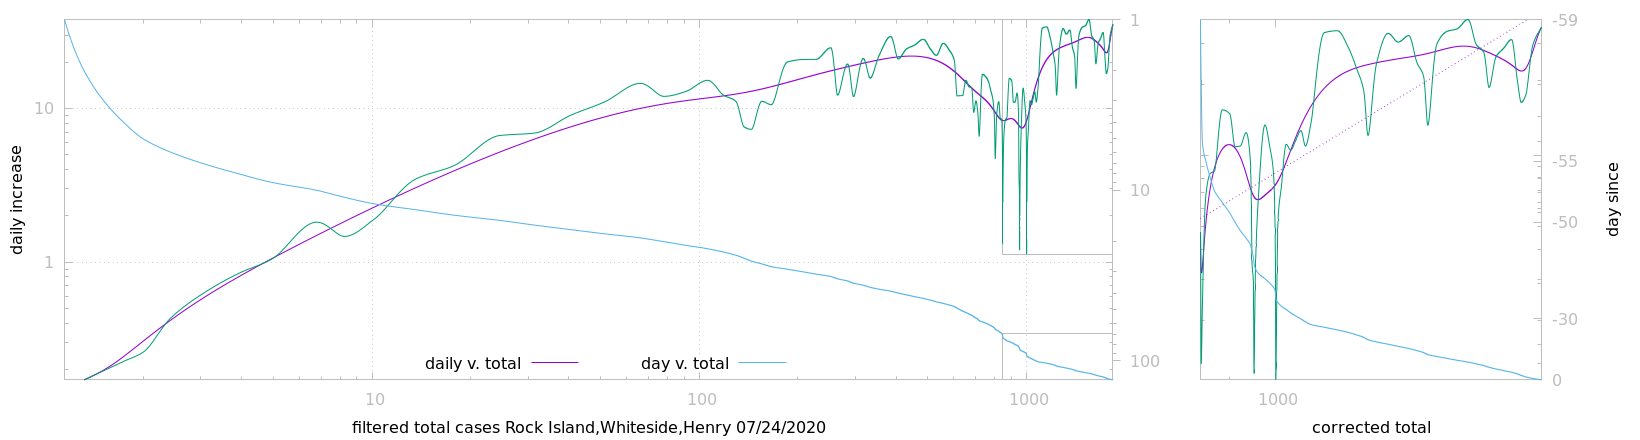 daily increase
10
1
daily v. total
day v. total
10
100
1000
1
10
100
filtered total cases Rock Island,Whiteside,Henry 07/24/2020
-59
-55
-50
-30
0
day since
1000
corrected total